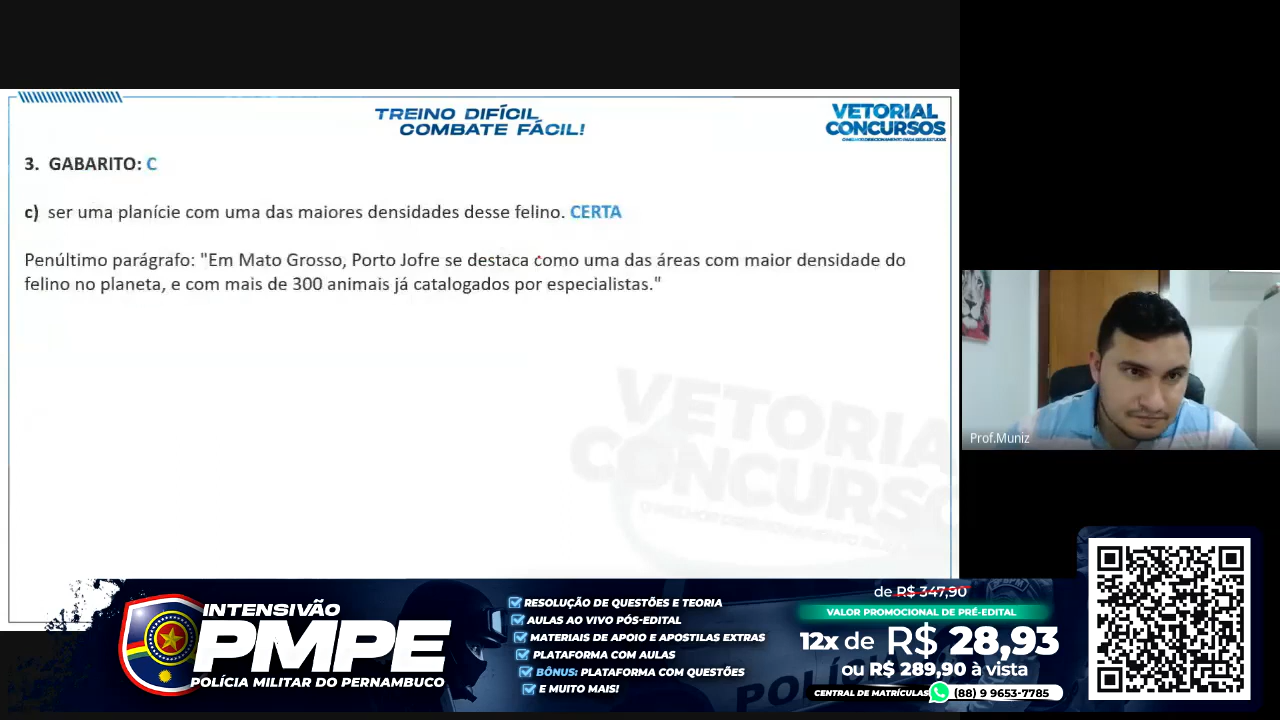 TREINO DIFÍCIL
COMBATE FÁCIL!
VETORIAL
CONCURSOS
3. GABARITO: C
c) ser uma planície com uma das maiores densidades desse felino. CERTA
Penúltimo parágrafo: "Em Mato Grosso, Porto Jofre se destaca como uma das áreas com maior densidade do
felino no planeta, e com mais de 300 animais já catalogados por especialistas."
VETORIAL
CONCURSOS
Prof.Muniz
INTENSIVÃO
PMPE
POLÍCIA MILITAR DO PERNAMBUCO
RESOLUÇÃO DE QUESTÕES E TEORIA
AULAS AO VIVO PÓS-EDITAL
MATERIAIS DE APOIO E APOSTILAS EXTRAS
PLATAFORMA COM AULAS
BÔNUS: PLATAFORMA COM QUESTÕES
E MUITO MAIS!
de R$ 347,90
VALOR PROMOCIONAL DE PRÉ-EDITAL
12x de R$ 28,93
ou R$ 289,90 à vista
CENTRAL DE MATRÍCULAS (88) 9 9653-7785